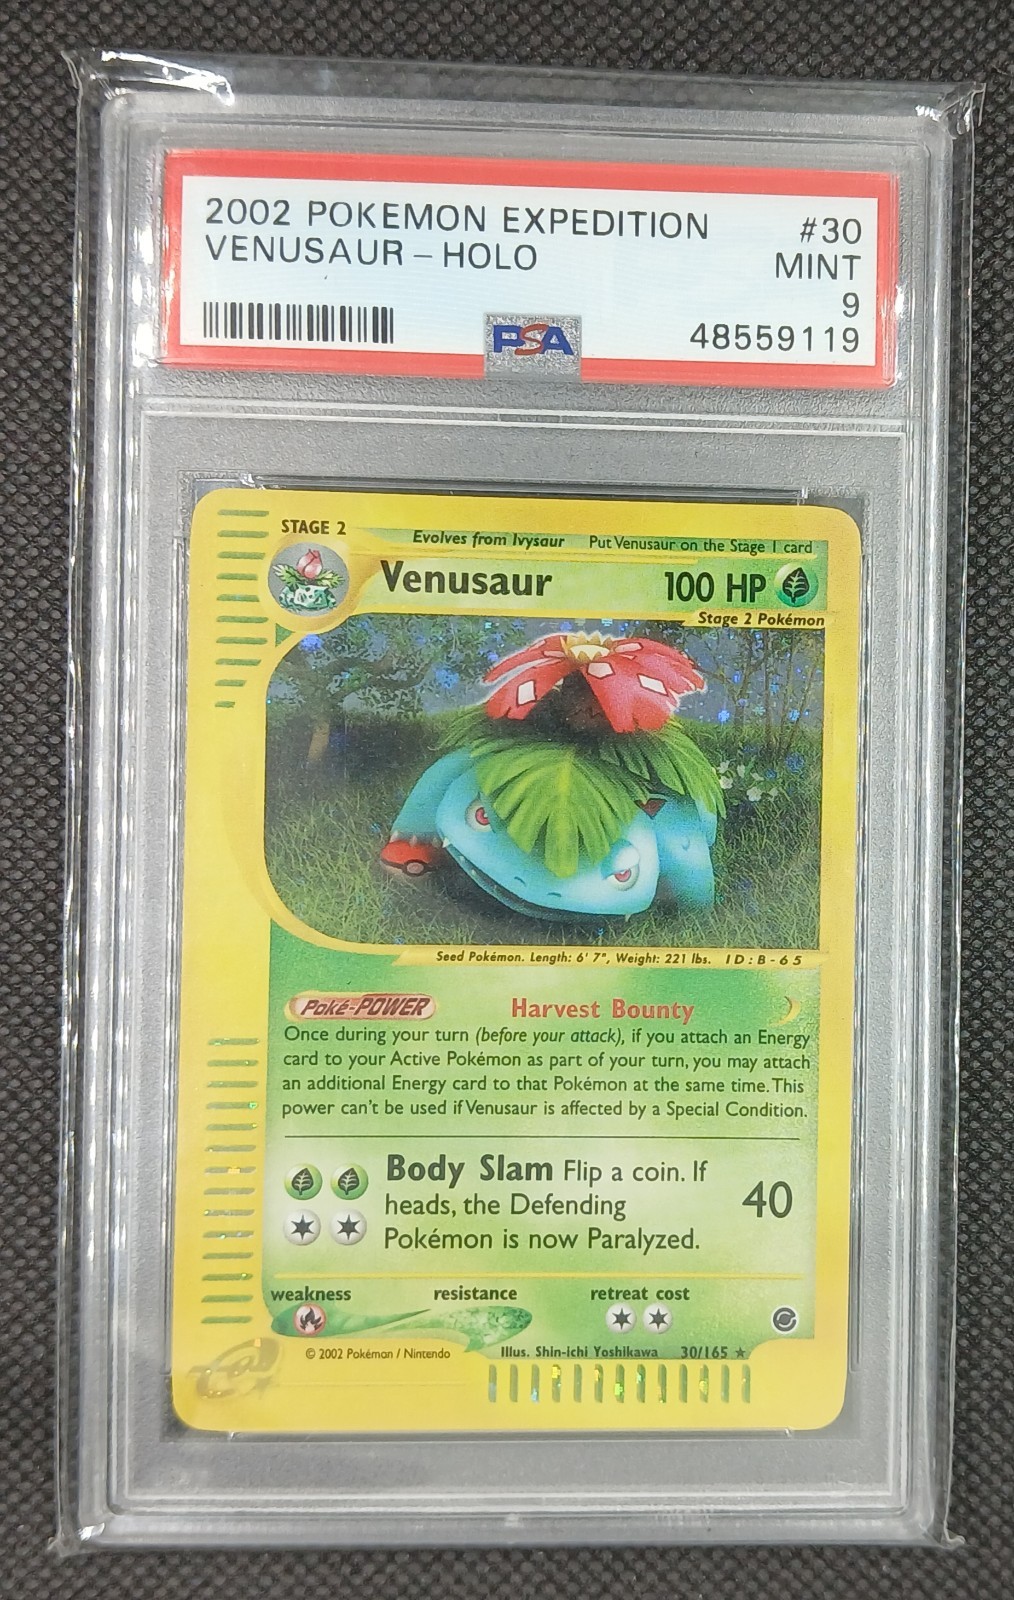 2002 POKEMON EXPEDITION #30
VENUSAUR - HOLO MINT
9
PSA 48559119
STAGE 2 Evolves from Ivysaur Put Venusaur on the Stage 1 card
Venusaur 100 HP
Stage 2 Pokémon
Seed Pokémon. Length: 6' 7", Weight: 221 lbs. ID:B-65
Poké-POWER Harvest Bounty
Once during your turn (before your attack), if you attach an Energy
card to your Active Pokémon as part of your turn, you may attach
an additional Energy card to that Pokémon at the same time. This
power can't be used if Venusaur is affected by a Special Condition.
Body Slam Flip a coin. If
heads, the Defending 40
Pokémon is now Paralyzed.
weakness resistance retreat cost
© 2002 Pokémon / Nintendo Illus. Shin-ichi Yoshikawa 30/165 ★